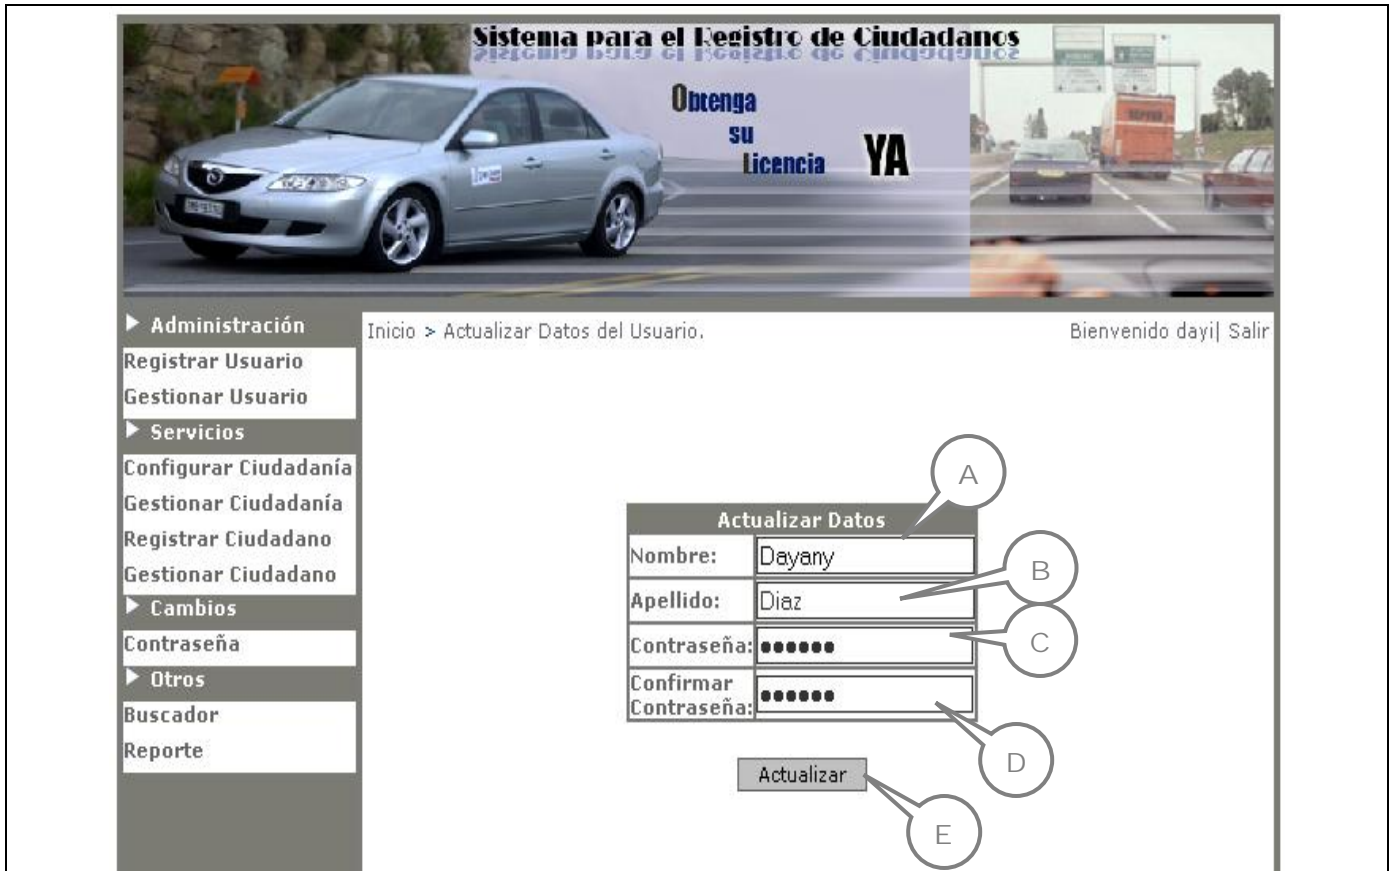 Sistema para el Registro de Ciudadanos
Obtenga
su
Licencia
YA
Administración
Registrar Usuario
Gestionar Usuario
Servicios
Configurar Ciudadanía
Gestionar Ciudadanía
Registrar Ciudadano
Gestionar Ciudadano
Cambios
Contraseña
Otros
Buscador
Reporte
Inicio > Actualizar Datos del Usuario.
Bienvenido dayi| Salir
A
Actualizar Datos
Nombre: Dayany
B
Apellido: Diaz
C
Contraseña: ●●●●●●
Confirmar
Contraseña: ●●●●●●
D
Actualizar
E